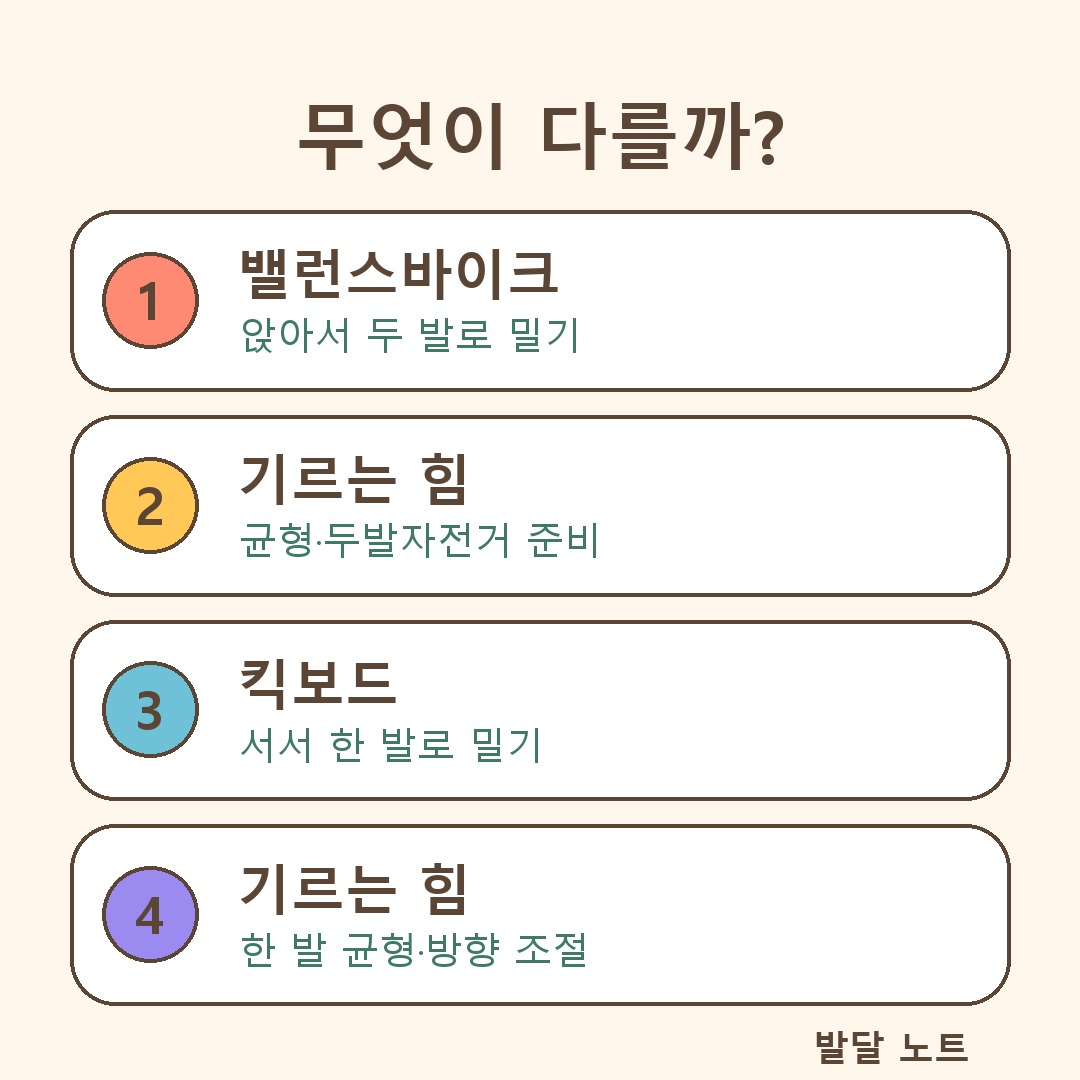 무엇이 다를까?
1
밸런스바이크
앉아서 두 발로 밀기
2
기르는 힘
균형·두발자전거 준비
3
킥보드
서서 한 발로 밀기
4
기르는 힘
한 발 균형·방향 조절
발달 노트